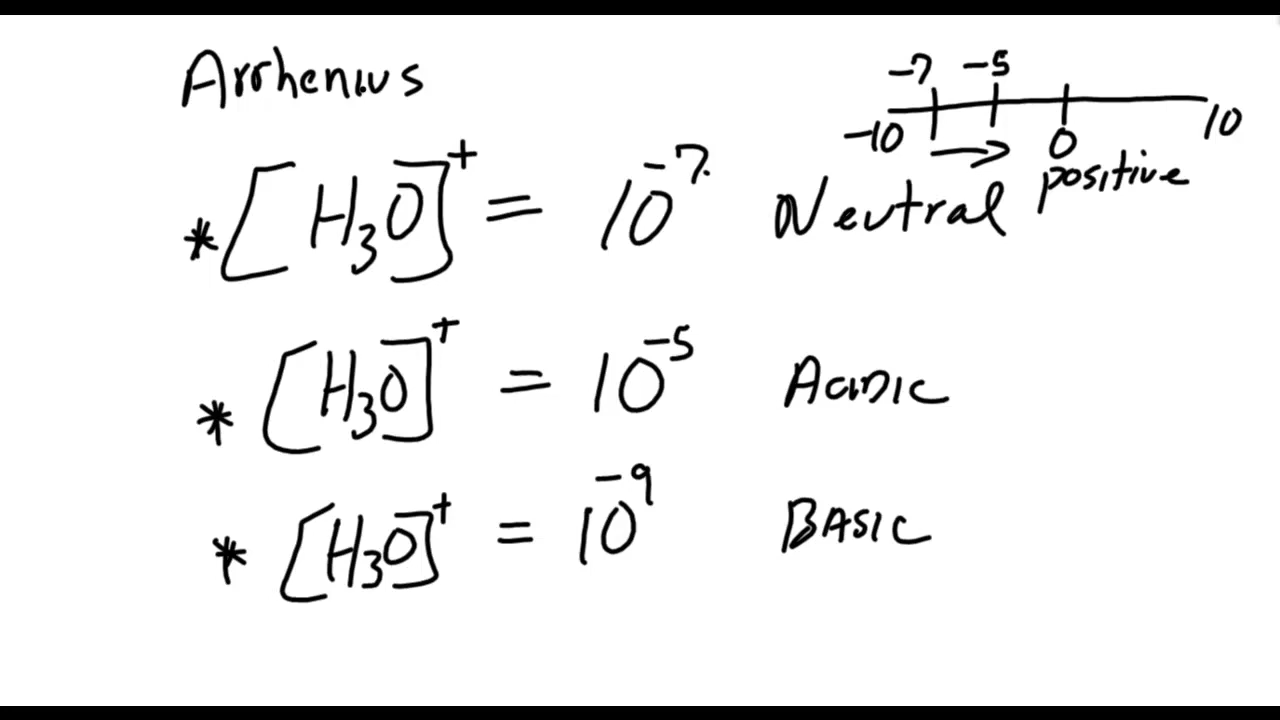 Arrhenius
-7 -5
-10 0 10
positive
* [H₃O]⁺ = 10⁻⁷ Neutral
* [H₃O]⁺ = 10⁻⁵ Acidic
* [H₃O]⁺ = 10⁻⁹ BASIC